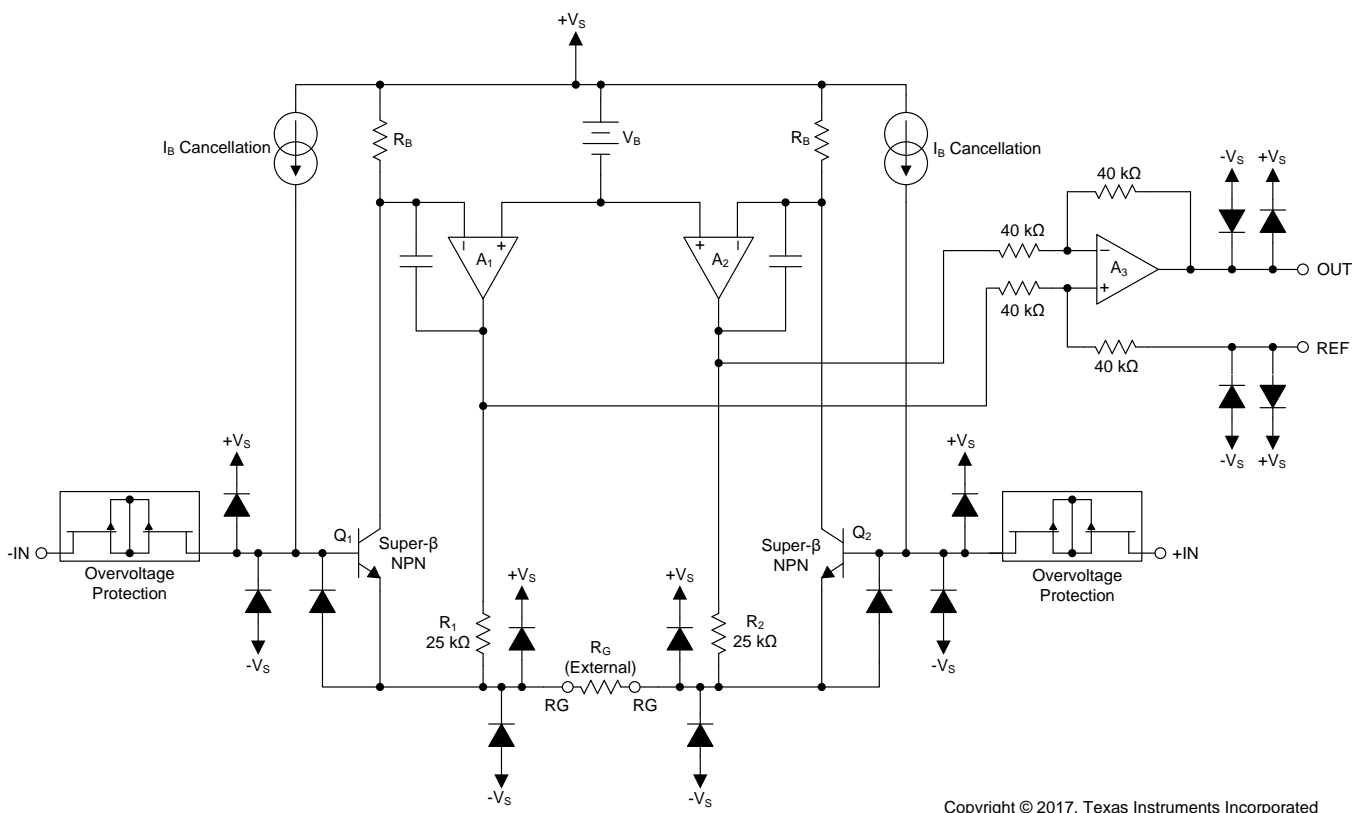 +VS
IB Cancellation
RB
VB
RB
IB Cancellation
-VS
+VS
40 kΩ
40 kΩ
A1
A2
A3
OUT
40 kΩ
40 kΩ
REF
-VS
+VS
+VS
+VS
-IN
Overvoltage
Protection
Q1
Super-β
NPN
Q2
Super-β
NPN
+IN
Overvoltage
Protection
+VS
+VS
R1
25 kΩ
R2
25 kΩ
RG
(External)
RG
RG
-VS
-VS
-VS
-VS
Copyright © 2017, Texas Instruments Incorporated